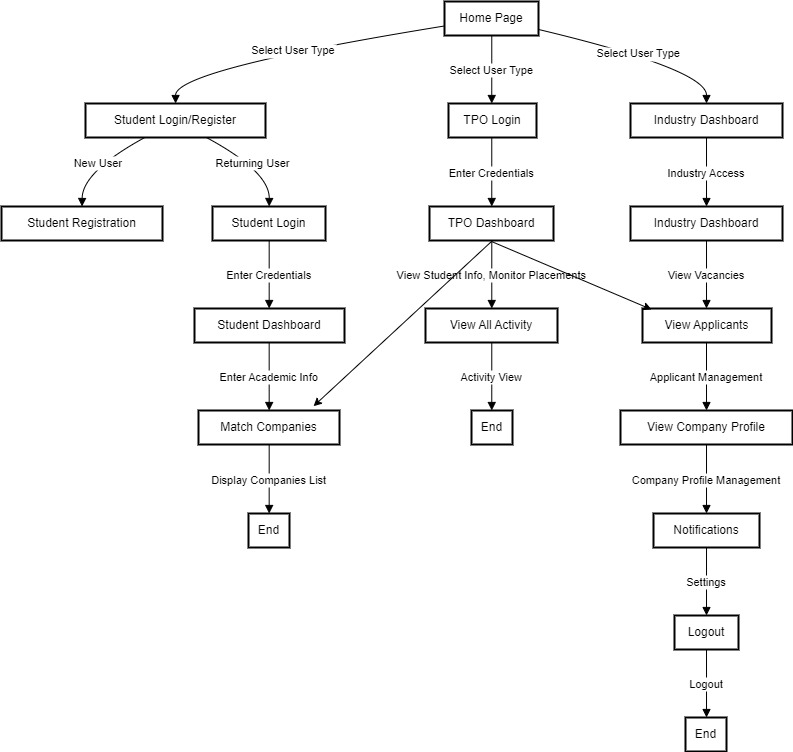 Home Page
Select User Type
Select User Type
Select User Type
Student Login/Register
TPO Login
Industry Dashboard
New User
Returning User
Enter Credentials
Industry Access
Student Registration
Student Login
TPO Dashboard
Industry Dashboard
Enter Credentials
View Student Info, Monitor Placements
View Vacancies
Student Dashboard
View All Activity
View Applicants
Enter Academic Info
Activity View
Applicant Management
Match Companies
End
View Company Profile
Display Companies List
Company Profile Management
End
Notifications
Settings
Logout
Logout
End